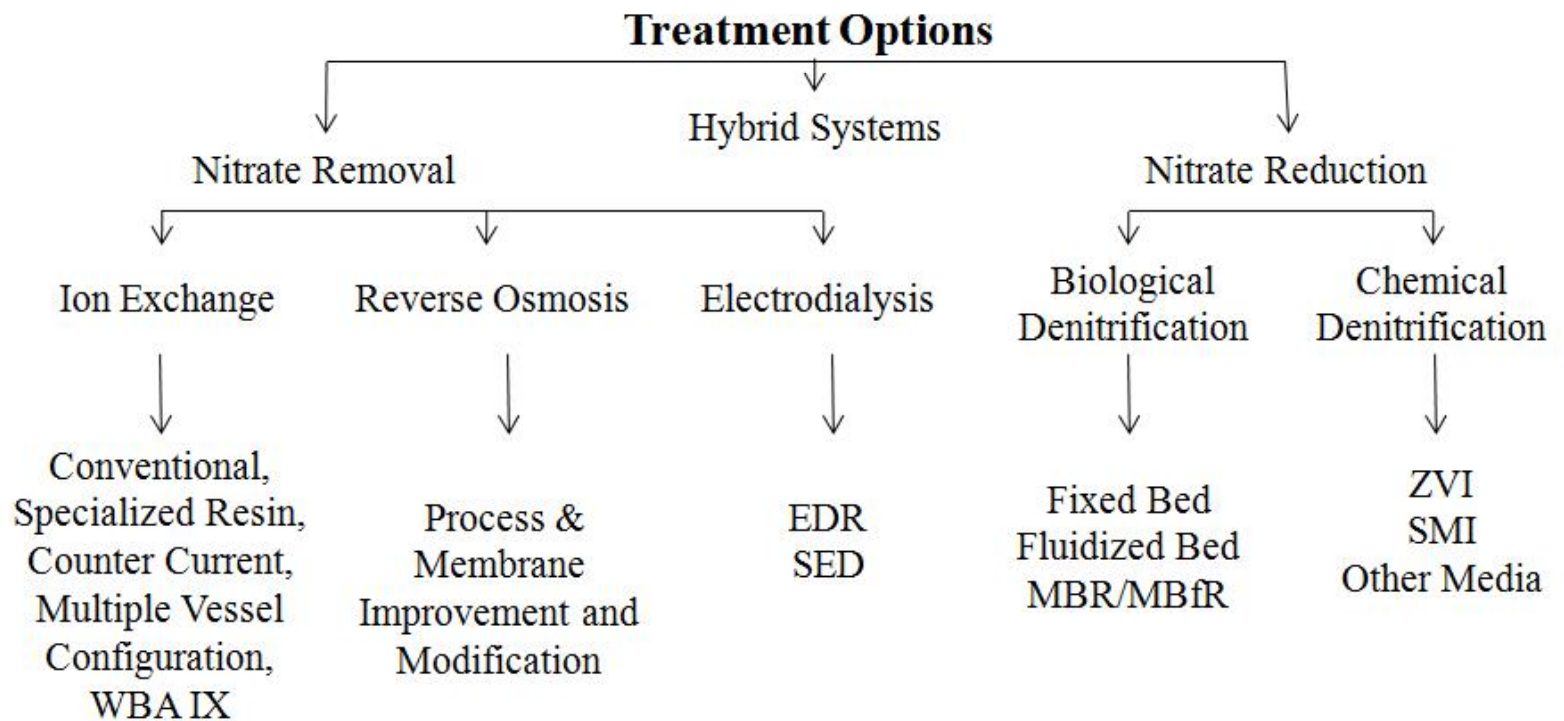 Treatment Options
Hybrid Systems
Nitrate Removal
Nitrate Reduction
Ion Exchange
Reverse Osmosis
Electrodialysis
Biological
Denitrification
Chemical
Denitrification
Conventional,
Specialized Resin,
Counter Current,
Multiple Vessel
Configuration,
WBA IX
Process &
Membrane
Improvement and
Modification
EDR
SED
Fixed Bed
Fluidized Bed
MBR/MBfR
ZVI
SMI
Other Media